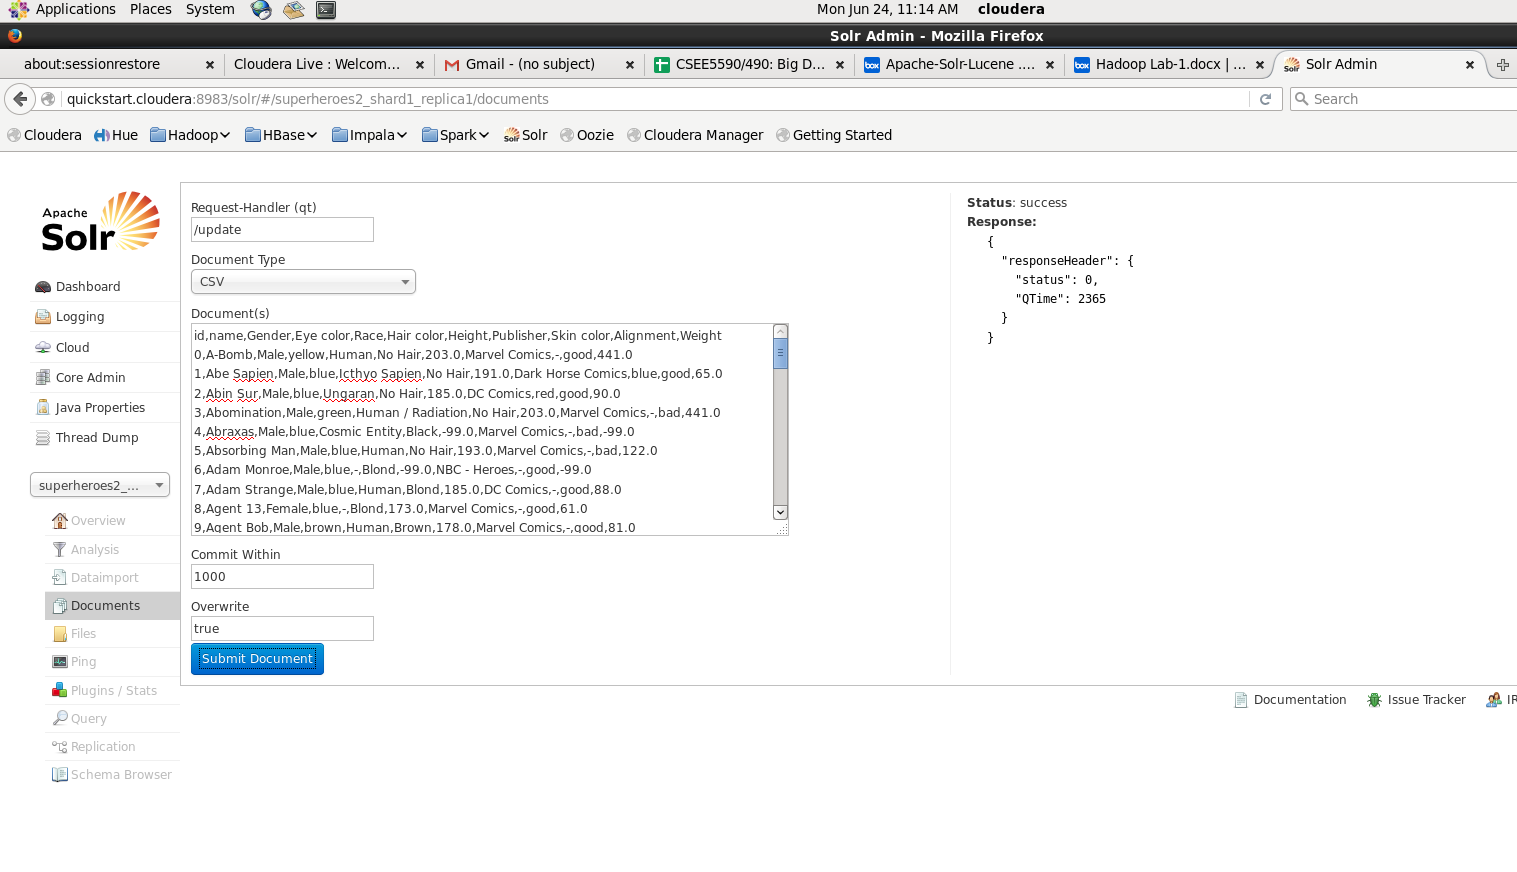 Applications Places System Mon Jun 24, 11:14 AM cloudera
Solr Admin - Mozilla Firefox
about:sessionrestore × Cloudera Live : Welcom... × Gmail - (no subject) × CSEE5590/490: Big D... × Apache-Solr-Lucene .... × Hadoop Lab-1.docx | ... × Solr Admin ×
quickstart.cloudera:8983/solr/#/superheroes2_shard1_replica1/documents Search
Cloudera Hue Hadoop HBase Impala Spark Solr Oozie Cloudera Manager Getting Started
Apache
Solr
Dashboard
Logging
Cloud
Core Admin
Java Properties
Thread Dump
superheroes2_...
Overview
Analysis
Dataimport
Documents
Files
Ping
Plugins / Stats
Query
Replication
Schema Browser
Request-Handler (qt)
/update
Document Type
CSV
Document(s)
id,name,Gender,Eye color,Race,Hair color,Height,Publisher,Skin color,Alignment,Weight
0,A-Bomb,Male,yellow,Human,No Hair,203.0,Marvel Comics,-,good,441.0
1,Abe Sapien,Male,blue,Icthyo Sapien,No Hair,191.0,Dark Horse Comics,blue,good,65.0
2,Abin Sur,Male,blue,Ungaran,No Hair,185.0,DC Comics,red,good,90.0
3,Abomination,Male,green,Human / Radiation,No Hair,203.0,Marvel Comics,-,bad,441.0
4,Abraxas,Male,blue,Cosmic Entity,Black,-99.0,Marvel Comics,-,bad,-99.0
5,Absorbing Man,Male,blue,Human,No Hair,193.0,Marvel Comics,-,bad,122.0
6,Adam Monroe,Male,blue,-,Blond,-99.0,NBC - Heroes,-,good,-99.0
7,Adam Strange,Male,blue,Human,Blond,185.0,DC Comics,-,good,88.0
8,Agent 13,Female,blue,-,Blond,173.0,Marvel Comics,-,good,61.0
9,Agent Bob,Male,brown,Human,Brown,178.0,Marvel Comics,-,good,81.0
Commit Within
1000
Overwrite
true
Submit Document
Status: success
Response:
{
"responseHeader": {
"status": 0,
"QTime": 2365
}
}
Documentation Issue Tracker